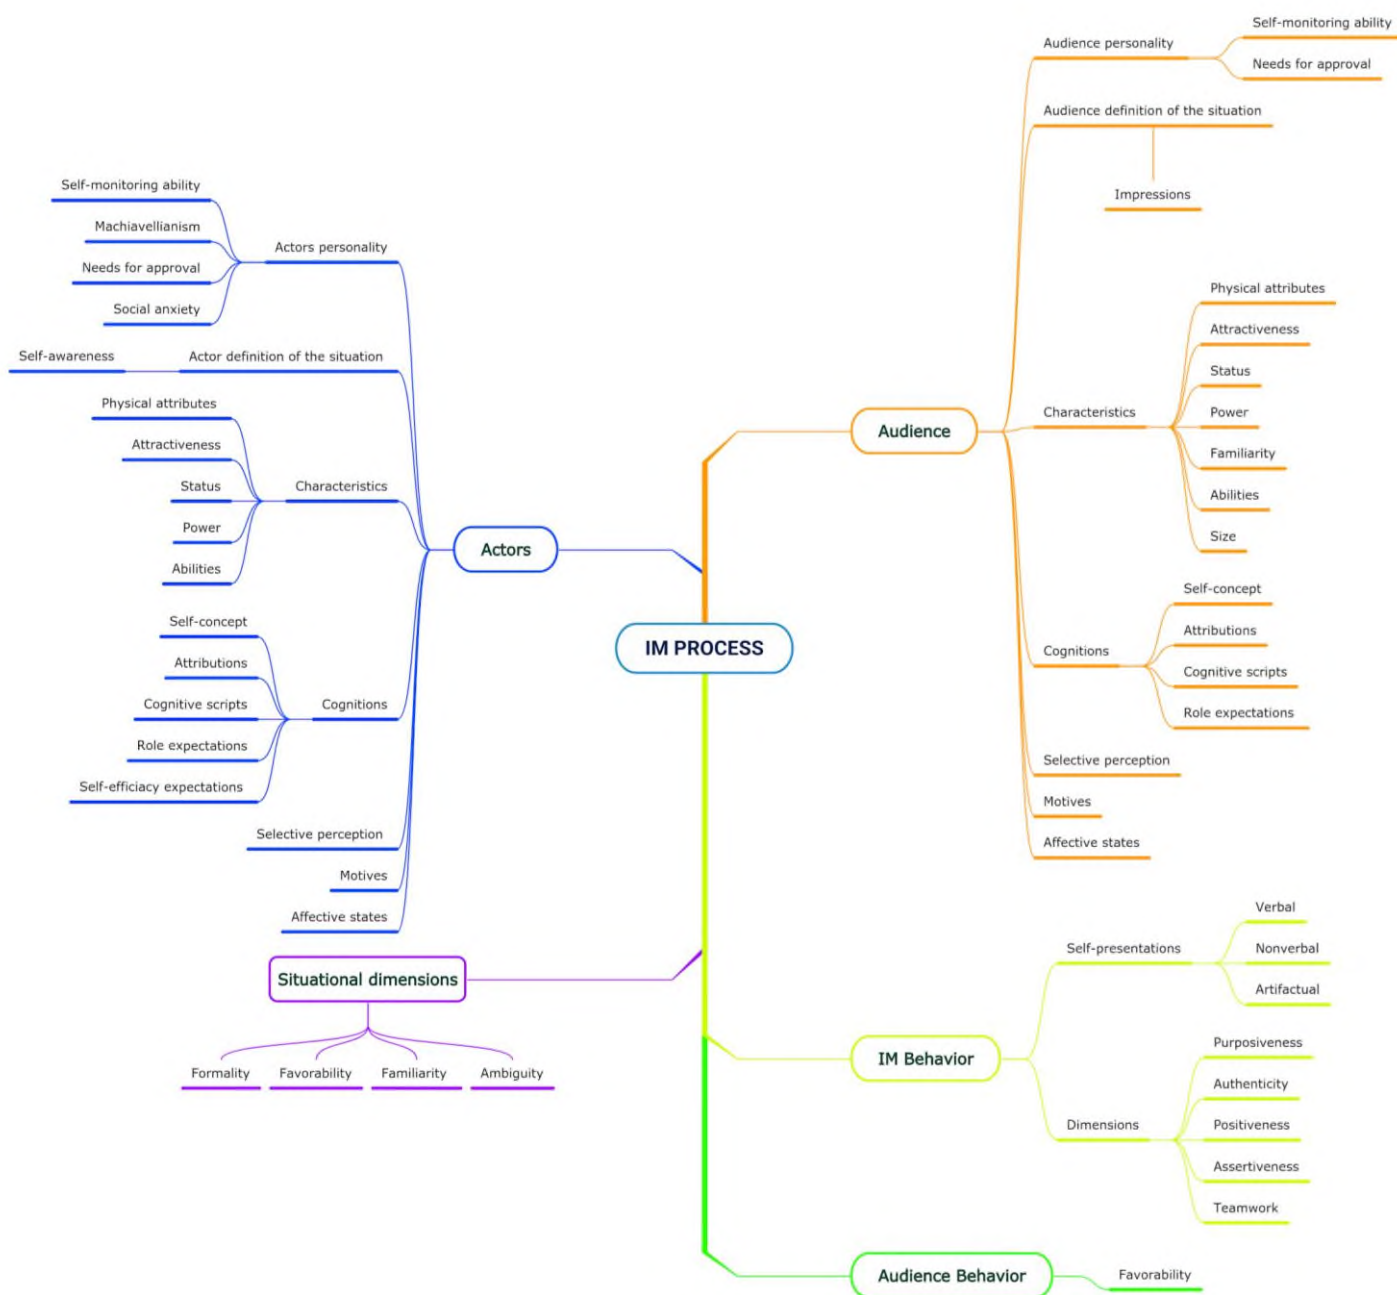 IM PROCESS
Actors
Actors personality
Self-monitoring ability
Machiavellianism
Needs for approval
Social anxiety
Actor definition of the situation
Self-awareness
Characteristics
Physical attributes
Attractiveness
Status
Power
Abilities
Cognitions
Self-concept
Attributions
Cognitive scripts
Role expectations
Self-efficiacy expectations
Selective perception
Motives
Affective states
Situational dimensions
Formality
Favorability
Familiarity
Ambiguity
Audience
Audience personality
Self-monitoring ability
Needs for approval
Audience definition of the situation
Impressions
Characteristics
Physical attributes
Attractiveness
Status
Power
Familiarity
Abilities
Size
Cognitions
Self-concept
Attributions
Cognitive scripts
Role expectations
Selective perception
Motives
Affective states
IM Behavior
Self-presentations
Verbal
Nonverbal
Artifactual
Dimensions
Purposiveness
Authenticity
Positiveness
Assertiveness
Teamwork
Audience Behavior
Favorability